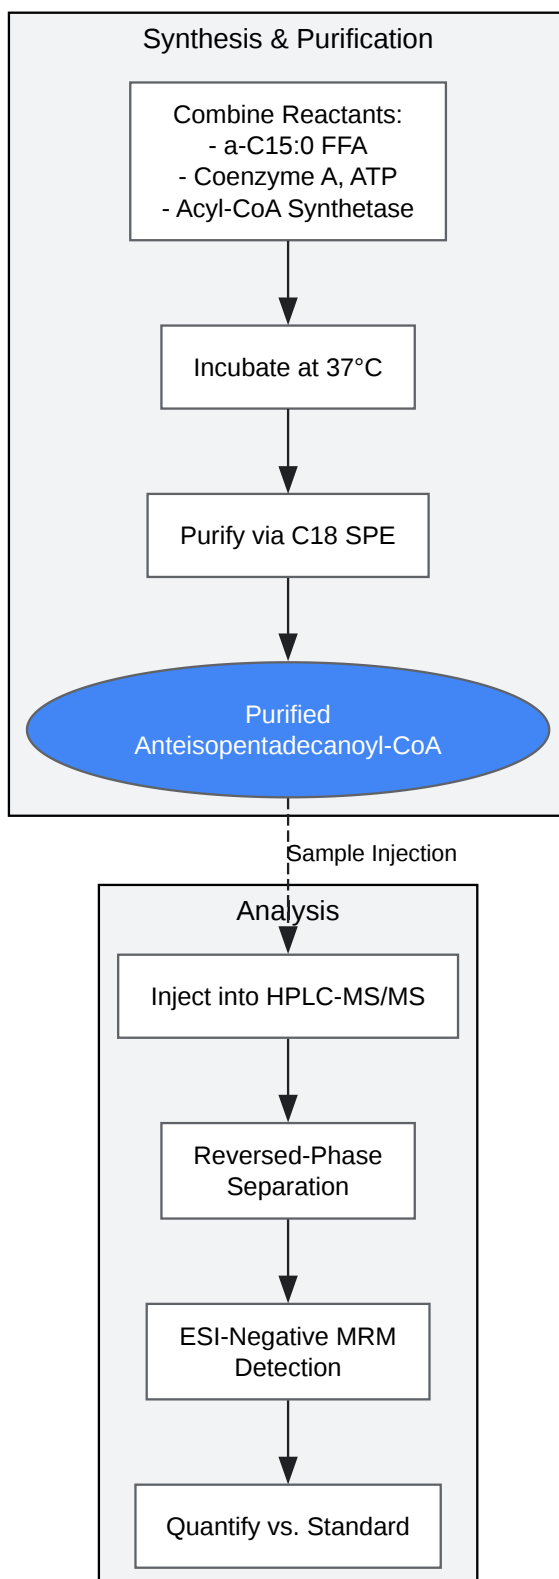 Synthesis & Purification
Combine Reactants:
- a-C15:0 FFA
- Coenzyme A, ATP
- Acyl-CoA Synthetase
Incubate at 37°C
Purify via C18 SPE
Purified
Anteisopentadecanoyl-CoA
Sample Injection
Analysis
Inject into HPLC-MS/MS
Reversed-Phase
Separation
ESI-Negative MRM
Detection
Quantify vs. Standard